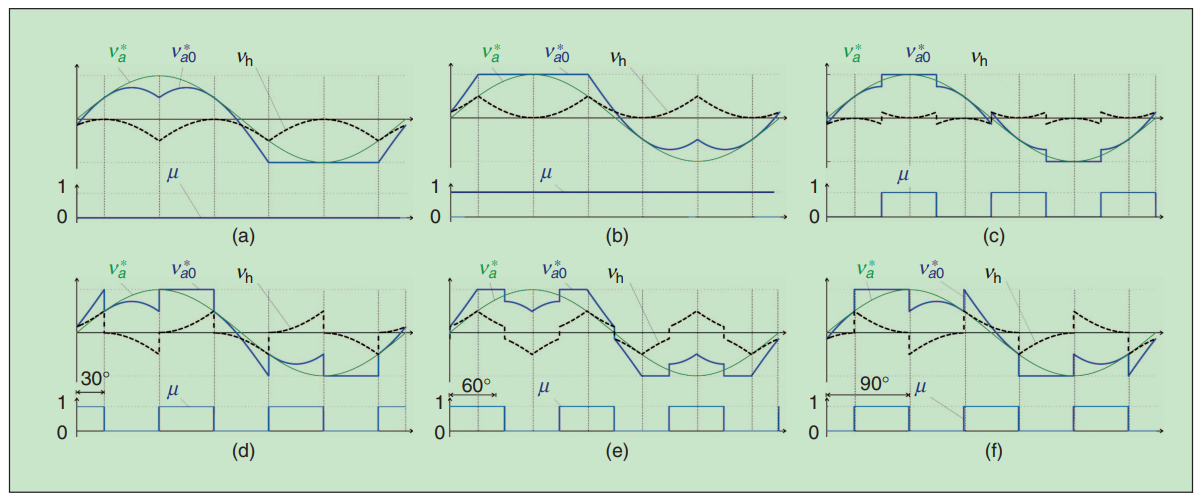 v*a v*a0 vh
1
μ
0
(a)
v*a v*a0 vh
1
μ
0
(b)
v*a v*a0 vh
1
μ
0
(c)
v*a v*a0 vh
30°
1
μ
0
(d)
v*a v*a0 vh
60°
1
μ
0
(e)
v*a v*a0 vh
90°
1
μ
0
(f)